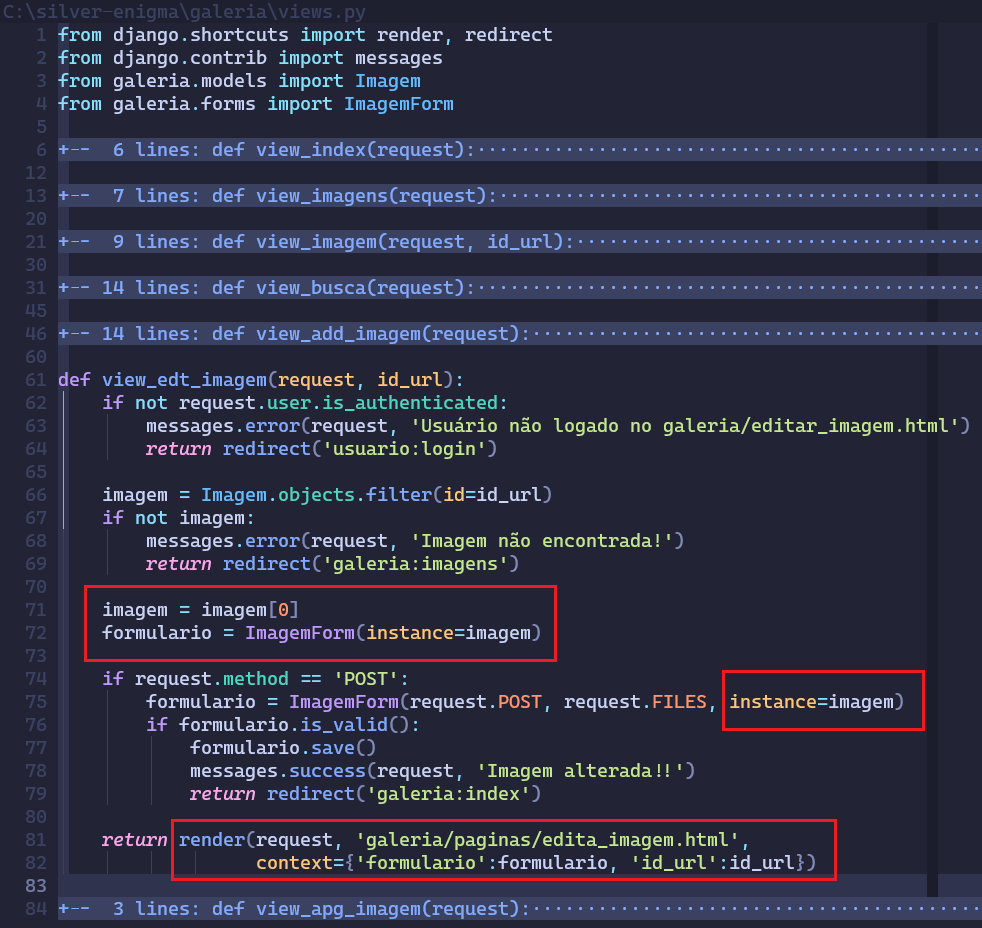 C:\silver-enigma\galeria\views.py
1 from django.shortcuts import render, redirect
2 from django.contrib import messages
3 from galeria.models import Imagem
4 from galeria.forms import ImagemForm
5
6 +-- 6 lines: def view_index(request):
12
13 +-- 7 lines: def view_imagens(request):
20
21 +-- 9 lines: def view_imagem(request, id_url):
30
31 +-- 14 lines: def view_busca(request):
45
46 +-- 14 lines: def view_add_imagem(request):
60
61 def view_edt_imagem(request, id_url):
62     if not request.user.is_authenticated:
63         messages.error(request, 'Usuário não logado no galeria/editar_imagem.html')
64         return redirect('usuario:login')
65
66     imagem = Imagem.objects.filter(id=id_url)
67     if not imagem:
68         messages.error(request, 'Imagem não encontrada!')
69         return redirect('galeria:imagens')
70
71     imagem = imagem[0]
72     formulario = ImagemForm(instance=imagem)
73
74     if request.method == 'POST':
75         formulario = ImagemForm(request.POST, request.FILES, instance=imagem)
76         if formulario.is_valid():
77             formulario.save()
78             messages.success(request, 'Imagem alterada!!')
79             return redirect('galeria:index')
80
81     return render(request, 'galeria/paginas/edita_imagem.html',
82                   context={'formulario':formulario, 'id_url':id_url})
83
84 +-- 3 lines: def view_apg_imagem(request):